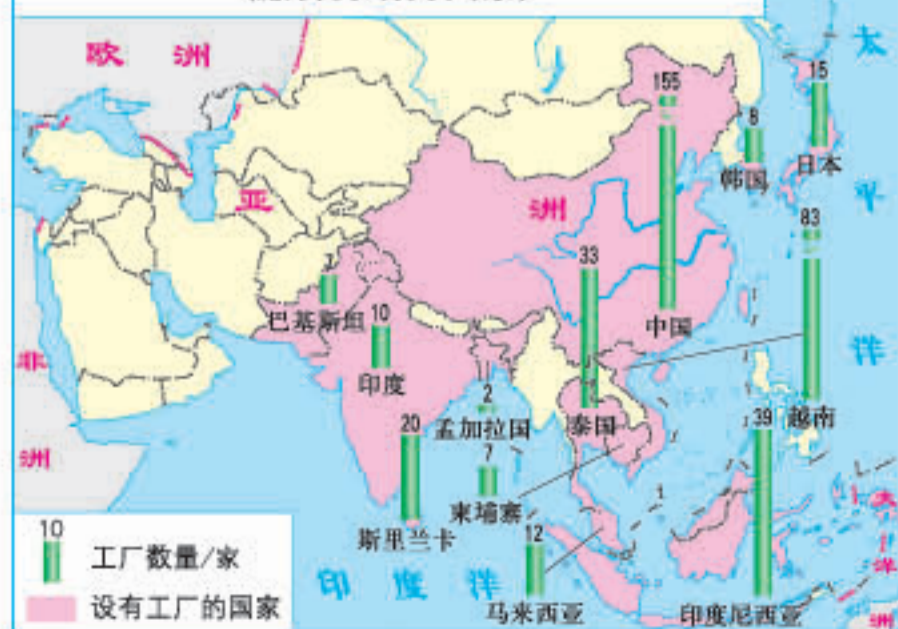 欧 洲
亚
洲
太
平
洋
155
中国
8
韩国
15
日本
83
越南
33
泰国
巴基斯坦
10
印度
2
孟加拉国
20
斯里兰卡
7
柬埔寨
12
马来西亚
39
印度尼西亚
非
洲
印 度 洋
大
洋
洲
10
工厂数量/家
设有工厂的国家